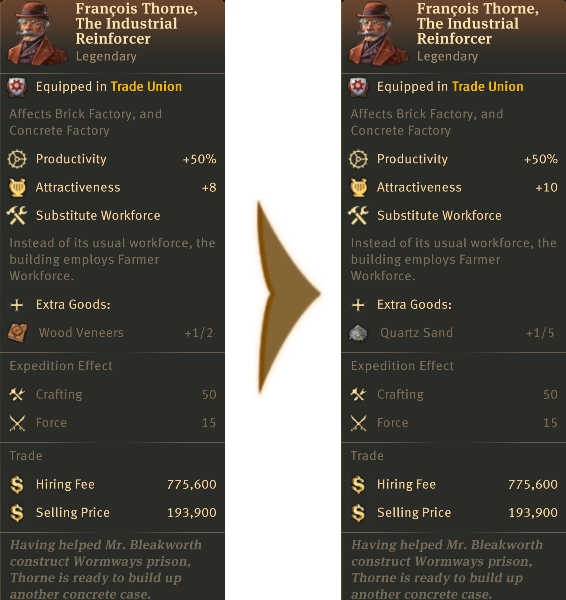 François Thorne,
The Industrial
Reinforcer
Legendary
Equipped in Trade Union
Affects Brick Factory, and
Concrete Factory
Productivity +50%
Attractiveness +8
Substitute Workforce
Instead of its usual workforce, the
building employs Farmer
Workforce.
Extra Goods:
Wood Veneers +1/2
Expedition Effect
Crafting 50
Force 15
Trade
Hiring Fee 775,600
Selling Price 193,900
Having helped Mr. Bleakworth
construct Wormways prison,
Thorne is ready to build up
another concrete case.
François Thorne,
The Industrial
Reinforcer
Legendary
Equipped in Trade Union
Affects Brick Factory, and
Concrete Factory
Productivity +50%
Attractiveness +10
Substitute Workforce
Instead of its usual workforce, the
building employs Farmer
Workforce.
Extra Goods:
Quartz Sand +1/5
Expedition Effect
Crafting 50
Force 15
Trade
Hiring Fee 775,600
Selling Price 193,900
Having helped Mr. Bleakworth
construct Wormways prison,
Thorne is ready to build up
another concrete case.